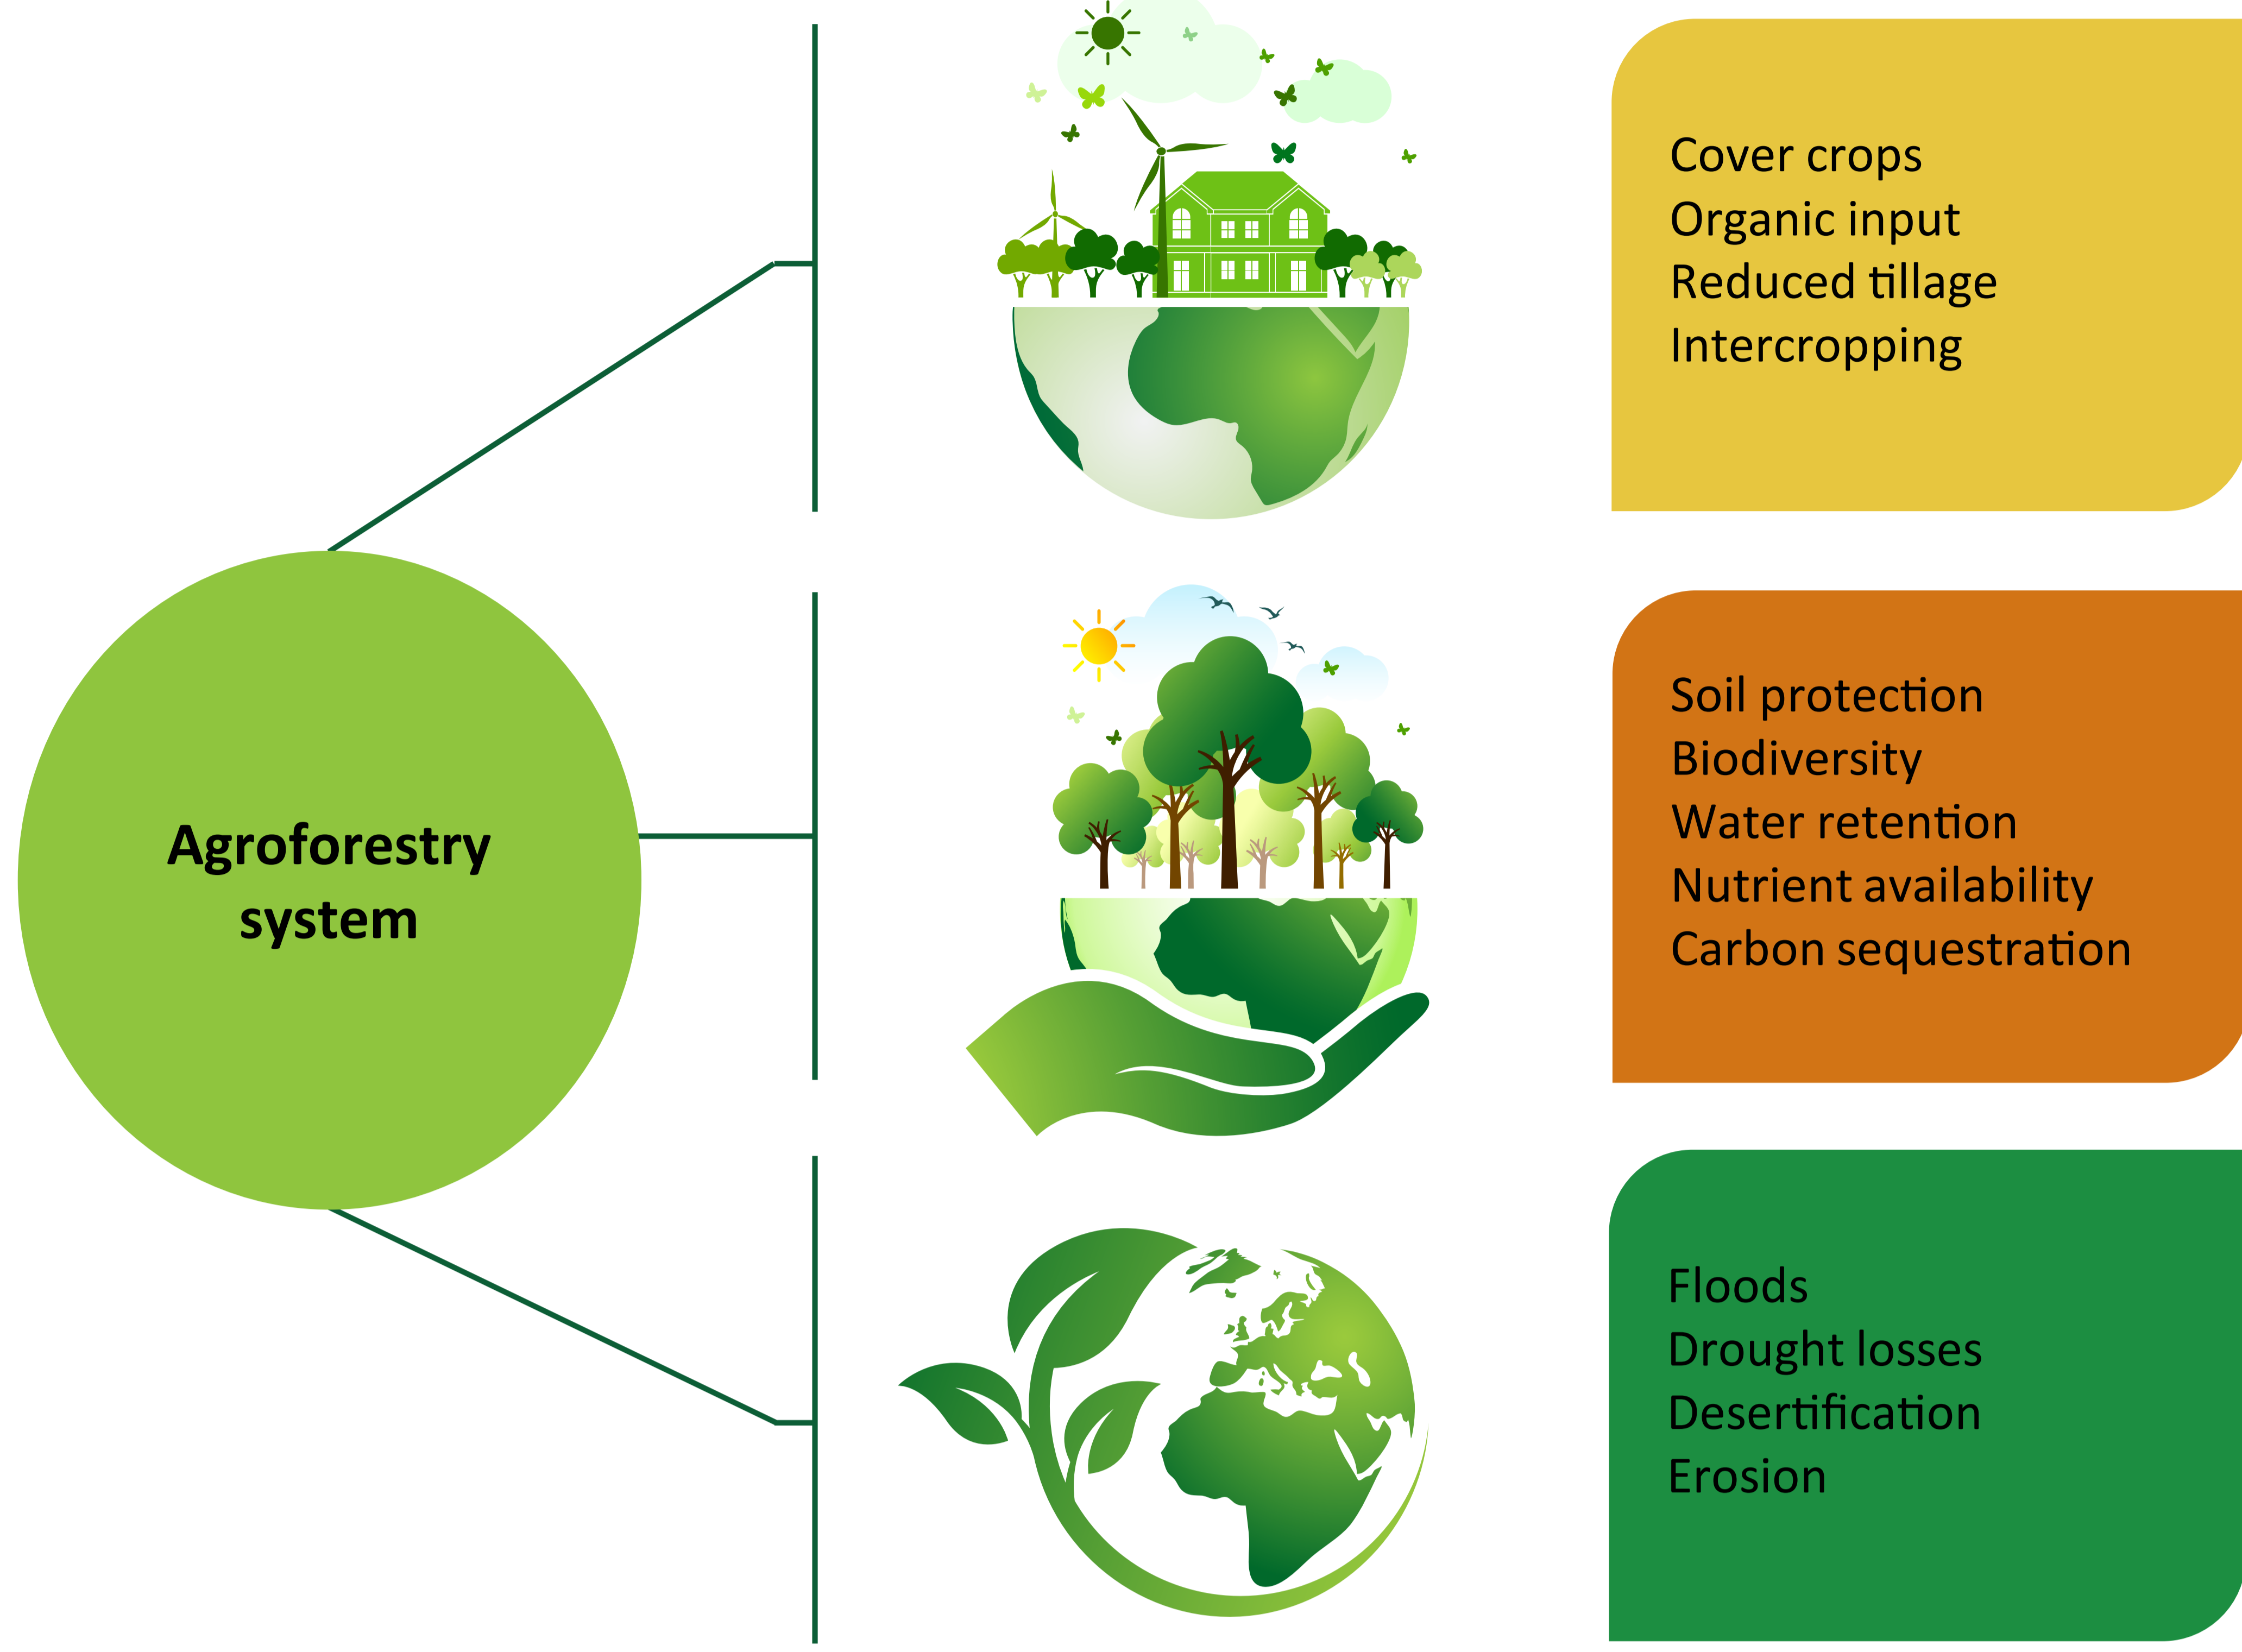 Agroforestry
system
Cover crops
Organic input
Reduced tillage
Intercropping
Soil protection
Biodiversity
Water retention
Nutrient availability
Carbon sequestration
Floods
Drought losses
Desertification
Erosion